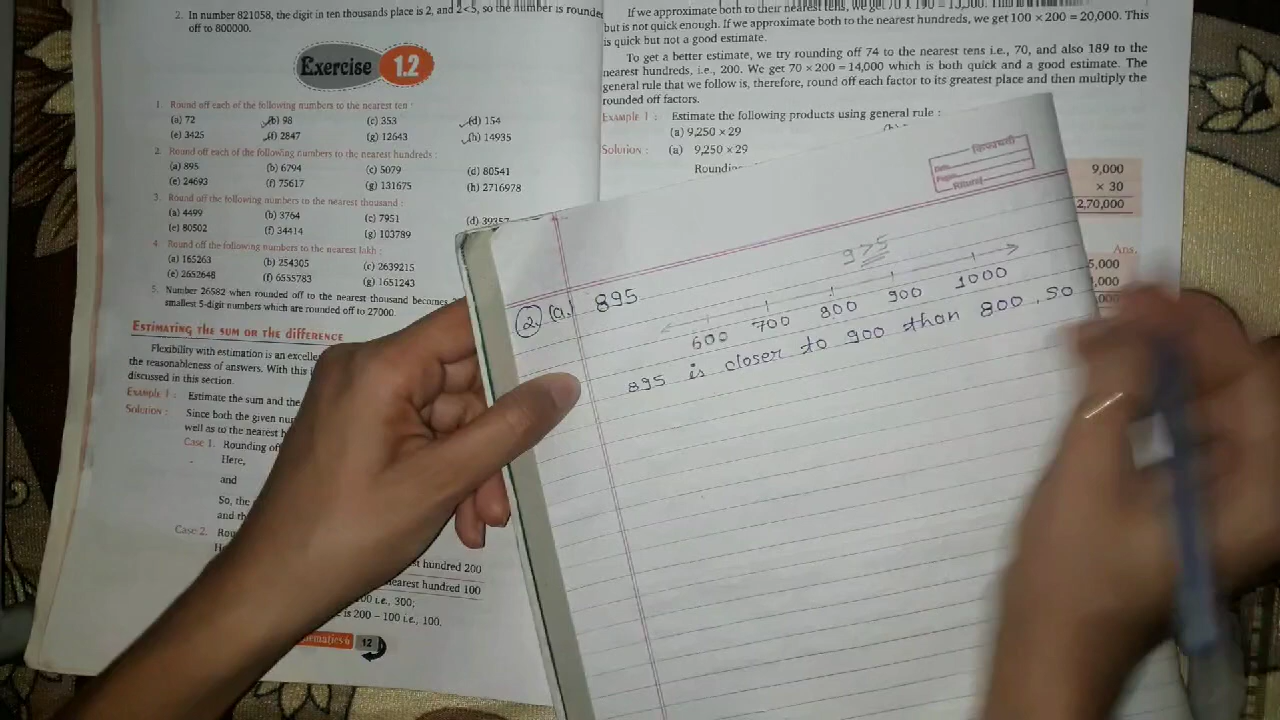 2. In number 821058, the digit in ten thousands place is 2, and 2<5, so the number is rounde
off to 800000.
Exercise 1.2
1. Round off each of the following numbers to the nearest ten :
(a) 72 (b) 98 (c) 353 (d) 154
(e) 3425 (f) 2847 (g) 12643 (h) 14935
2. Round off each of the following numbers to the nearest hundreds :
(a) 895 (b) 6794 (c) 5079 (d) 80541
(e) 24693 (f) 75617 (g) 131675 (h) 2716978
3. Round off the following numbers to the nearest thousand :
(a) 4499 (b) 3764 (c) 7951 (d) 39357
(e) 80502 (f) 34414 (g) 103789
4. Round off the following numbers to the nearest lakh :
(a) 165263 (b) 254305 (c) 2639215
(e) 2652648 (f) 6555783 (g) 1651243
5. Number 26582 when rounded off to the nearest thousand becomes
smallest 5-digit numbers which are rounded off to 27000.
ESTIMATING THE SUM OR THE DIFFERENCE
Flexibility with estimation is an excelle
the reasonableness of answers. With this i
discussed in this section.
Example 1 : Estimate the sum and the
Solution : Since both the given nu
well as to the nearest h
Case 1. Rounding of
Here,
and
So, the
and th
Case 2. Rou
st hundred 200
nearest hundred 100
00 i.e., 300;
is 200 – 100 i.e., 100.
ematics 6 12
If we approximate both to their nearest tens, we get 70 × 190 = 13,300. This
but is not quick enough. If we approximate both to the nearest hundreds, we get 100 × 200 = 20,000. This
is quick but not a good estimate.
To get a better estimate, we try rounding off 74 to the nearest tens i.e., 70, and also 189 to the
nearest hundreds, i.e., 200. We get 70 × 200 = 14,000 which is both quick and a good estimate. The
general rule that we follow is, therefore, round off each factor to its greatest place and then multiply the
rounded off factors.
Example 1 : Estimate the following products using general rule :
(a) 9,250 × 29
Solution : (a) 9,250 × 29
Roundin
9,000
× 30
2,70,000
Ans.
5,000
,000
975
② (a.) 895
600 700 800 900 1000
895 is closer to 900 than 800, so